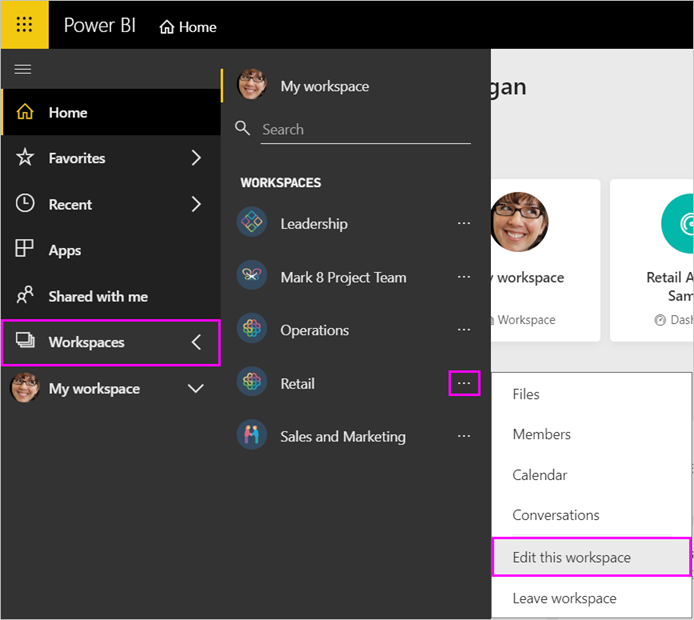 Power BI
Home
Home
Favorites
Recent
Apps
Shared with me
Workspaces
My workspace
My workspace
Search
WORKSPACES
Leadership
...
Mark 8 Project Team
...
Operations
...
Retail
...
Sales and Marketing
...
gan
y workspace
Workspace
Retail A
Sam
Dash
Files
Members
Calendar
Conversations
Edit this workspace
Leave workspace